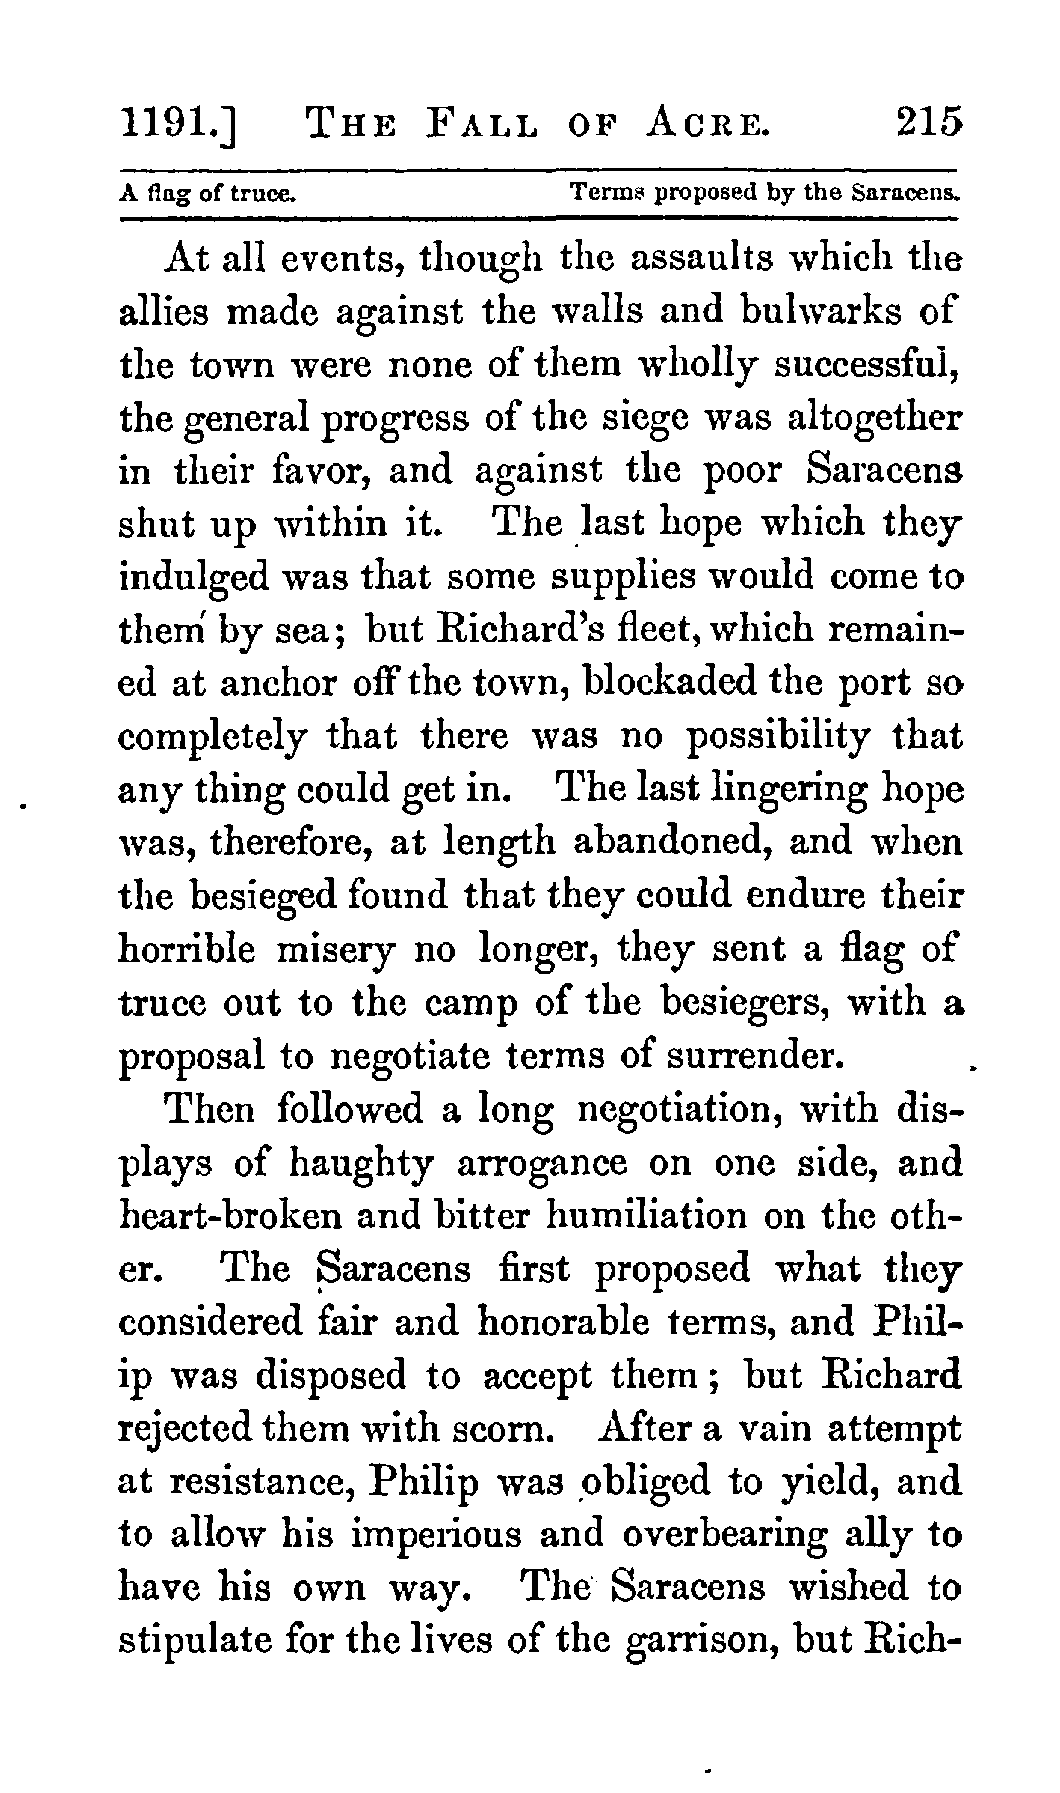 1191.] THE FALL OF ACRE. 215
A flag of truce. Terms proposed by the Saracens.
At all events, though the assaults which the
allies made against the walls and bulwarks of
the town were none of them wholly successful,
the general progress of the siege was altogether
in their favor, and against the poor Saracens
shut up within it. The last hope which they
indulged was that some supplies would come to
them by sea; but Richard's fleet, which remain-
ed at anchor off the town, blockaded the port so
completely that there was no possibility that
any thing could get in. The last lingering hope
was, therefore, at length abandoned, and when
the besieged found that they could endure their
horrible misery no longer, they sent a flag of
truce out to the camp of the besiegers, with a
proposal to negotiate terms of surrender.
Then followed a long negotiation, with dis-
plays of haughty arrogance on one side, and
heart-broken and bitter humiliation on the oth-
er. The Saracens first proposed what they
considered fair and honorable terms, and Phil-
ip was disposed to accept them; but Richard
rejected them with scorn. After a vain attempt
at resistance, Philip was obliged to yield, and
to allow his imperious and overbearing ally to
have his own way. The Saracens wished to
stipulate for the lives of the garrison, but Rich-